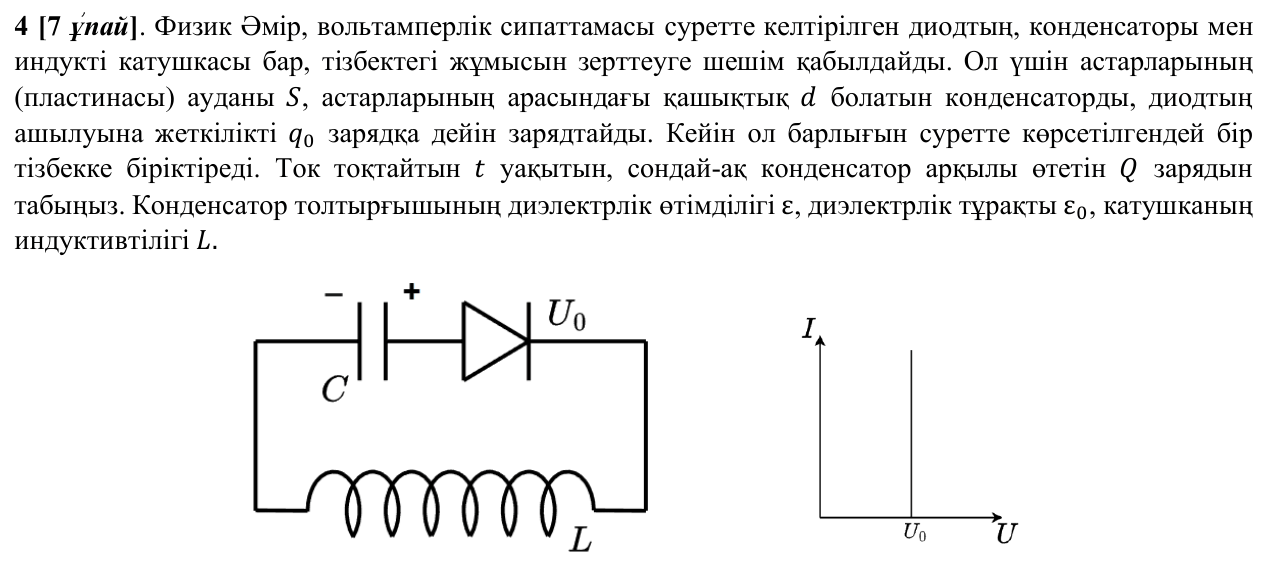 4 [7 ұпай]. Физик Әмір, вольтамперлік сипаттамасы суретте келтірілген диодтың, конденсаторы мен
индукті катушкасы бар, тізбектегі жұмысын зерттеуге шешім қабылдайды. Ол үшін астарларының
(пластинасы) ауданы S, астарларының арасындағы қашықтық d болатын конденсаторды, диодтың
ашылуына жеткілікті q₀ зарядқа дейін зарядтайды. Кейін ол барлығын суретте көрсетілгендей бір
тізбекке біріктіреді. Ток тоқтайтын t уақытын, сондай-ақ конденсатор арқылы өтетін Q зарядын
табыңыз. Конденсатор толтырғышының диэлектрлік өтімділігі ε, диэлектрлік тұрақты ε₀, катушканың
индуктивтілігі L.
− +
U₀
C
L
I
U₀
U